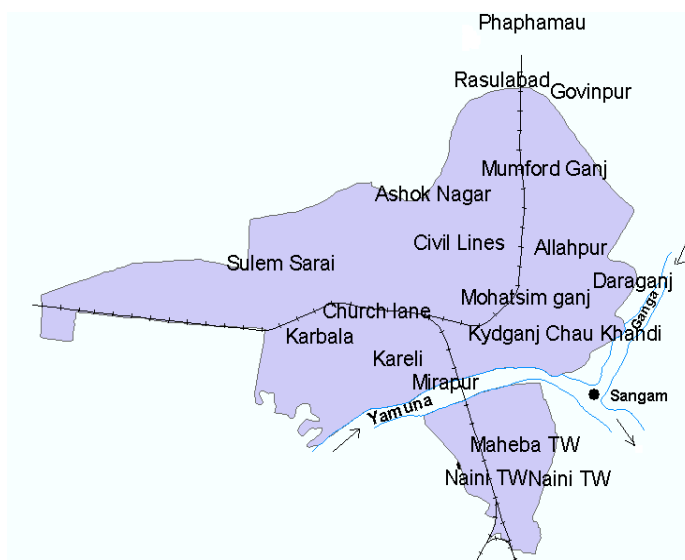 Phaphamau
Rasulabad
Govinpur
Mumford Ganj
Ashok Nagar
Civil Lines
Allahpur
Sulem Sarai
Daraganj
Mohatsim ganj
Ganga
Church lane
Karbala
Kydganj Chau Khandi
Kareli
Mirapur
Yamuna
Sangam
Maheba TW
Naini TW
Naini TW